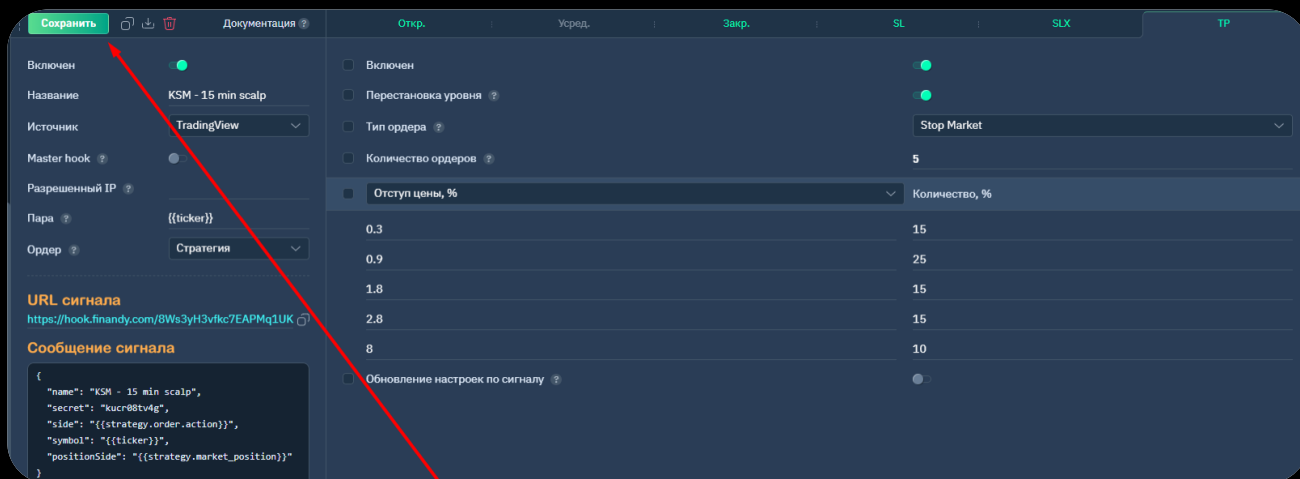 Сохранить
Документация ?
Откр.
Усред.
Закр.
SL
SLX
TP
Включен
Название KSM - 15 min scalp
Источник TradingView
Master hook ?
Разрешенный IP ?
Пара ? {{ticker}}
Ордер ? Стратегия
URL сигнала
https://hook.finandy.com/8Ws3yH3vfkc7EAPMq1UK
Сообщение сигнала
{
"name": "KSM - 15 min scalp",
"secret": "kucr08tv4g",
"side": "{{strategy.order.action}}",
"symbol": "{{ticker}}",
"positionSide": "{{strategy.market_position}}"
}
Включен
Перестановка уровня ?
Тип ордера ? Stop Market
Количество ордеров ? 5
Отступ цены, % Количество, %
0.3 15
0.9 25
1.8 15
2.8 15
8 10
Обновление настроек по сигналу ?